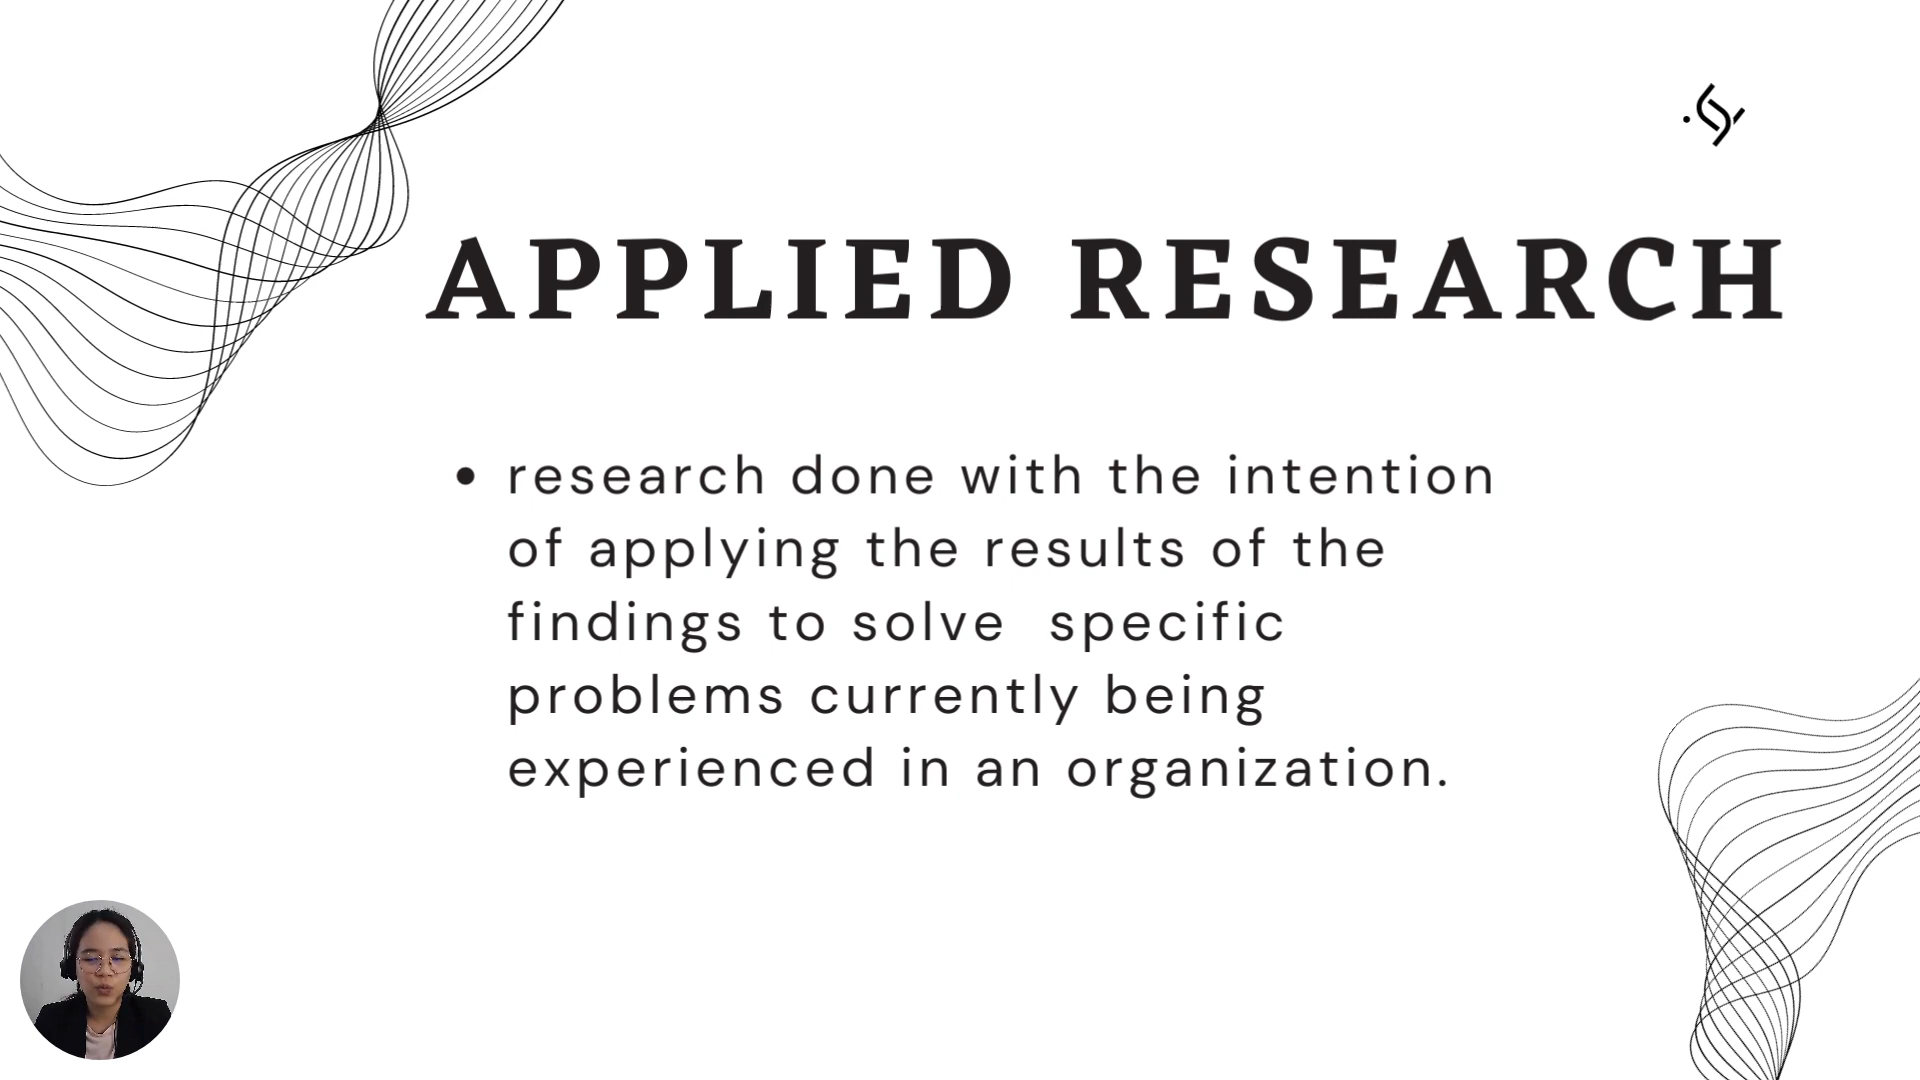 APPLIED RESEARCH
• research done with the intention
of applying the results of the
findings to solve  specific
problems currently being
experienced in an organization.